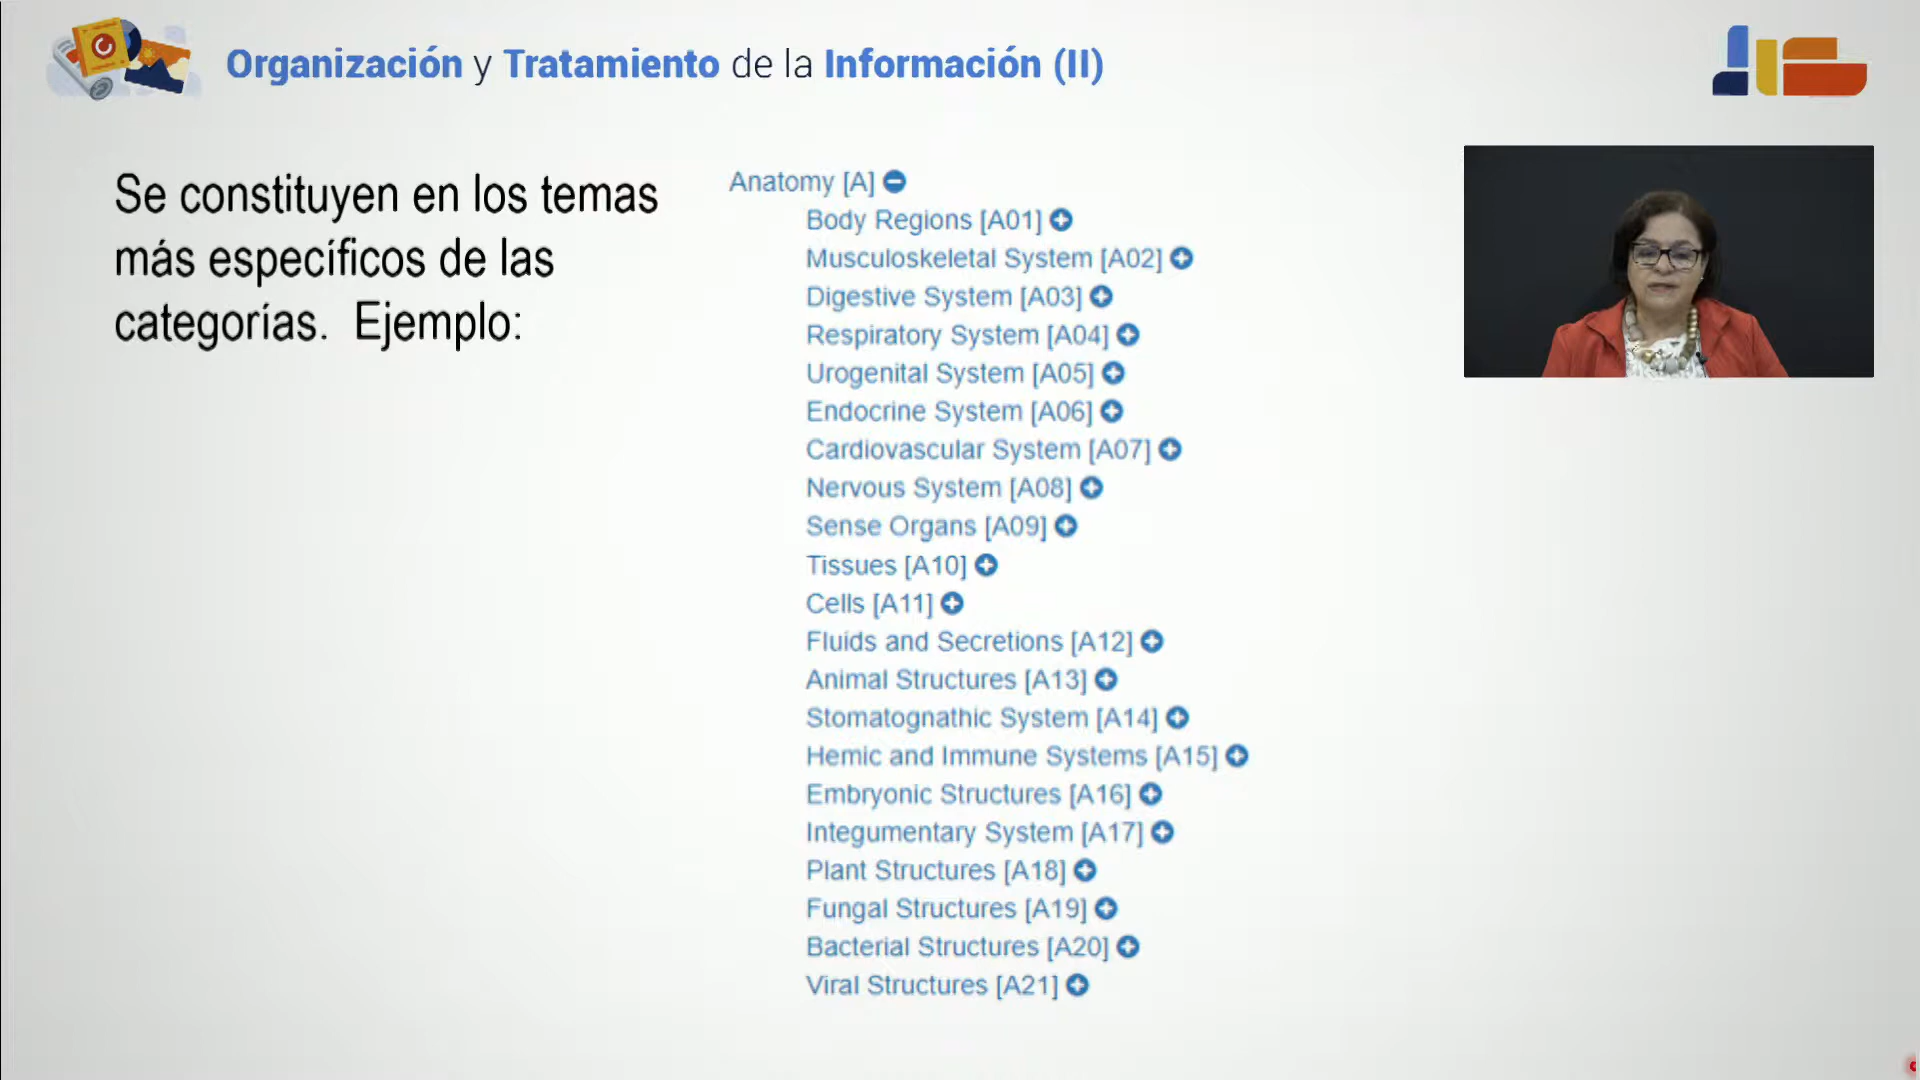 Organización y Tratamiento de la Información (II)
Se constituyen en los temas
más específicos de las
categorías. Ejemplo:
Anatomy [A]
Body Regions [A01]
Musculoskeletal System [A02]
Digestive System [A03]
Respiratory System [A04]
Urogenital System [A05]
Endocrine System [A06]
Cardiovascular System [A07]
Nervous System [A08]
Sense Organs [A09]
Tissues [A10]
Cells [A11]
Fluids and Secretions [A12]
Animal Structures [A13]
Stomatognathic System [A14]
Hemic and Immune Systems [A15]
Embryonic Structures [A16]
Integumentary System [A17]
Plant Structures [A18]
Fungal Structures [A19]
Bacterial Structures [A20]
Viral Structures [A21]